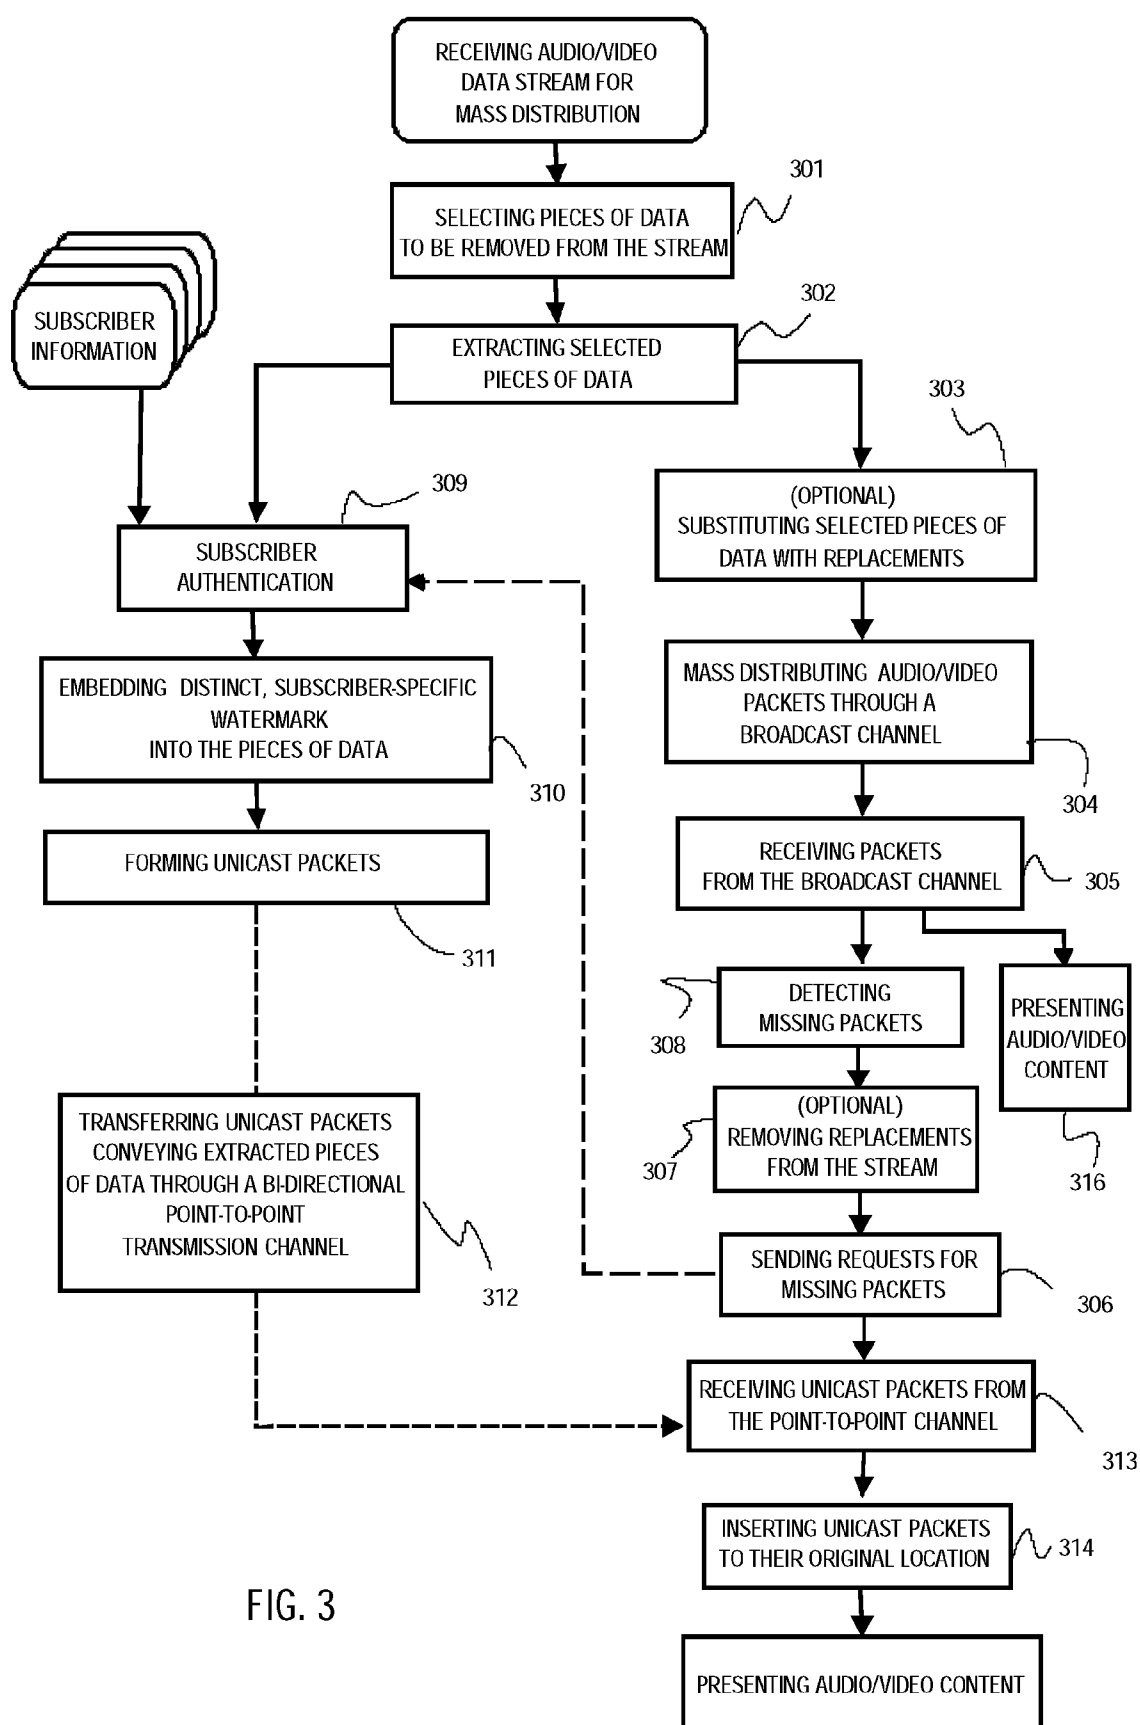 RECEIVING AUDIO/VIDEO
DATA STREAM FOR
MASS DISTRIBUTION
301
SELECTING PIECES OF DATA
TO BE REMOVED FROM THE STREAM
302
SUBSCRIBER
INFORMATION
EXTRACTING SELECTED
PIECES OF DATA
303
309
(OPTIONAL)
SUBSTITUTING SELECTED PIECES OF
DATA WITH REPLACEMENTS
SUBSCRIBER
AUTHENTICATION
EMBEDDING DISTINCT, SUBSCRIBER-SPECIFIC
WATERMARK
INTO THE PIECES OF DATA
310
MASS DISTRIBUTING AUDIO/VIDEO
PACKETS THROUGH A
BROADCAST CHANNEL
304
FORMING UNICAST PACKETS
311
RECEIVING PACKETS
FROM THE BROADCAST CHANNEL
305
DETECTING
MISSING PACKETS
308
PRESENTING
AUDIO/VIDEO
CONTENT
316
(OPTIONAL)
REMOVING REPLACEMENTS
FROM THE STREAM
307
TRANSFERRING UNICAST PACKETS
CONVEYING EXTRACTED PIECES
OF DATA THROUGH A BI-DIRECTIONAL
POINT-TO-POINT
TRANSMISSION CHANNEL
312
SENDING REQUESTS FOR
MISSING PACKETS
306
RECEIVING UNICAST PACKETS FROM
THE POINT-TO-POINT CHANNEL
313
INSERTING UNICAST PACKETS
TO THEIR ORIGINAL LOCATION
314
FIG. 3
PRESENTING AUDIO/VIDEO CONTENT